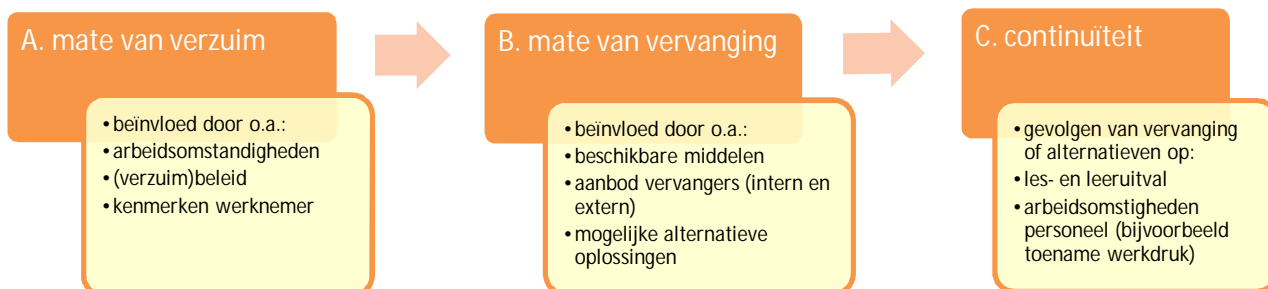 A. mate van verzuim
• beïnvloed door o.a.:
• arbeidsomstandigheden
• (verzuim)beleid
• kenmerken werknemer
B. mate van vervanging
• beïnvloed door o.a.:
• beschikbare middelen
• aanbod vervangers (intern en
extern)
• mogelijke alternatieve
oplossingen
C. continuïteit
• gevolgen van vervanging
of alternatieven op:
• les- en leeruitval
• arbeidsomstigheden
personeel (bijvoorbeeld
toename werkdruk)